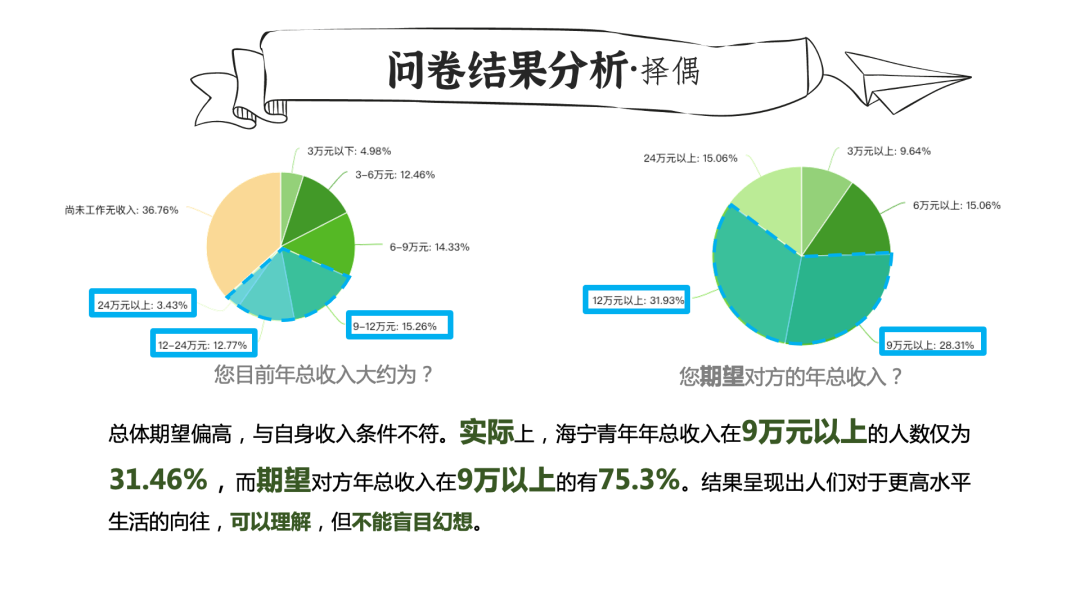 问卷结果分析·择偶
3万元以下: 4.98%
3-6万元: 12.46%
尚未工作无收入: 36.76%
6-9万元: 14.33%
24万元以上: 3.43%
9-12万元: 15.26%
12-24万元: 12.77%
您目前年总收入大约为？
24万元以上: 15.06%
3万元以上: 9.64%
6万元以上: 15.06%
12万元以上: 31.93%
9万元以上: 28.31%
您期望对方的年总收入？
总体期望偏高，与自身收入条件不符。实际上，海宁青年年总收入在9万元以上的人数仅为
31.46%，而期望对方年总收入在9万以上的有75.3%。结果呈现出人们对于更高水平
生活的向往，可以理解，但不能盲目幻想。